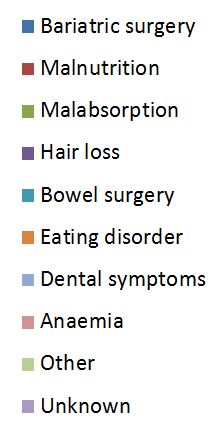 Bariatric surgery
Malnutrition
Malabsorption
Hair loss
Bowel surgery
Eating disorder
Dental symptoms
Anaemia
Other
Unknown